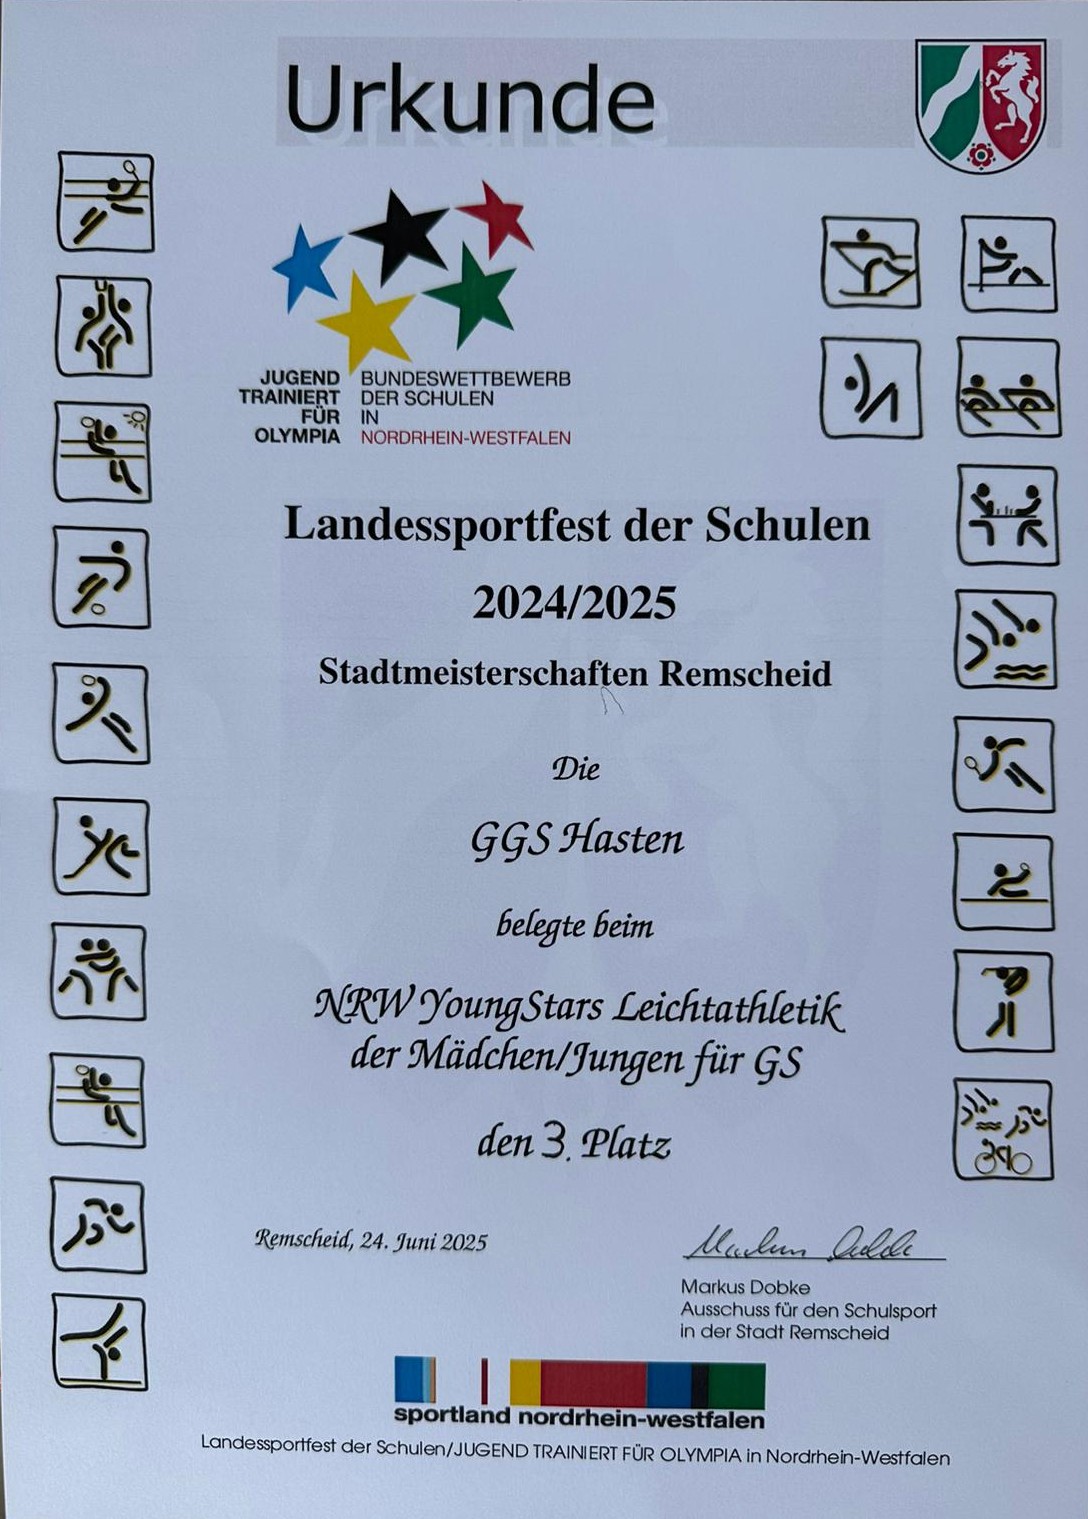 Urkunde
JUGEND
TRAINIERT
FÜR
OLYMPIA
BUNDESWETTBEWERB
DER SCHULEN
IN
NORDRHEIN-WESTFALEN
Landessportfest der Schulen
2024/2025
Stadtmeisterschaften Remscheid
Die
GGS Hasten
belegte beim
NRW YoungStars Leichtathletik
der Mädchen/Jungen für GS
den 3. Platz
Remscheid, 24. Juni 2025
Markus Dobke
Markus Dobke
Ausschuss für den Schulsport
in der Stadt Remscheid
sportland nordrhein-westfalen
Landessportfest der Schulen/JUGEND TRAINIERT FÜR OLYMPIA in Nordrhein-Westfalen